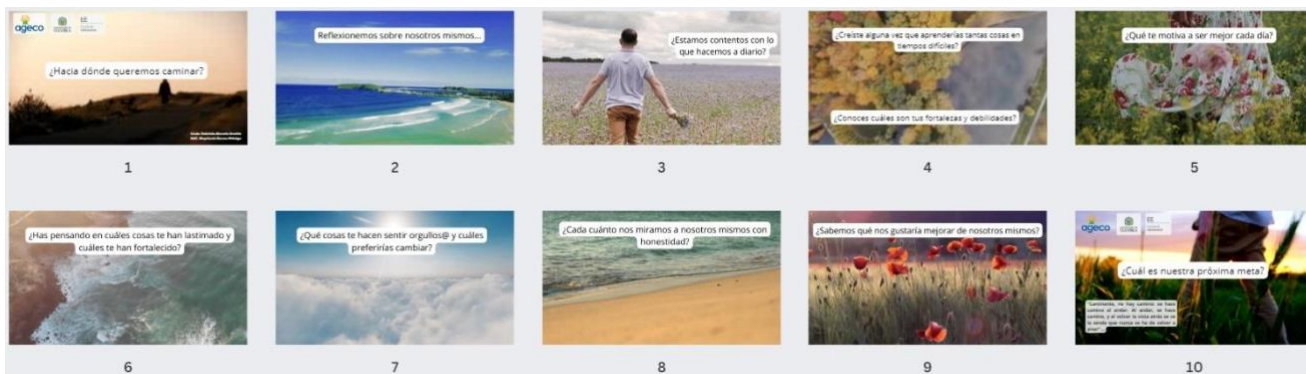 ageco
¿Hacia dónde queremos caminar?
1
Reflexionemos sobre nosotros mismos...
2
¿Estamos contentos con lo
que hacemos a diario?
3
¿Creiste alguna vez que aprenderías tantas cosas en
tiempos difíciles?
¿Conoces cuáles son tus fortalezas y debilidades?
4
¿Qué te motiva a ser mejor cada día?
5
¿Has pensando en cuáles cosas te han lastimado y
cuáles te han fortalecido?
6
¿Qué cosas te hacen sentir orgullos@ y cuáles
preferirías cambiar?
7
¿Cada cuánto nos miramos a nosotros mismos con
honestidad?
8
¿Sabemos qué nos gustaría mejorar de nosotros mismos?
9
ageco
¿Cuál es nuestra próxima meta?
10